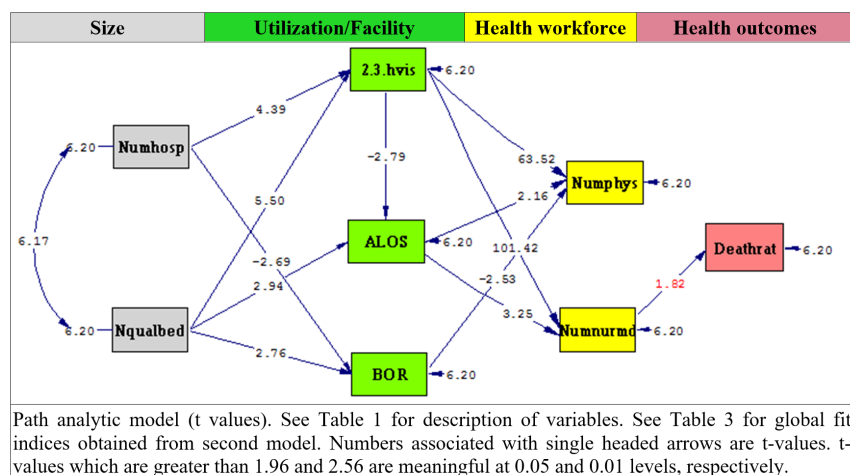 Size Utilization/Facility Health workforce Health outcomes
2.3.hvis 6.20
4.39
6.20 Numhosp
-2.79
63.52
Numphys 6.20
2.16
5.50
6.17
ALOS 6.20
101.42
Deathrat 6.20
-2.69
2.94
-2.53
1.82
3.25
6.20 Nqualbed
Numnurmd 6.20
2.76
BOR 6.20
Path analytic model (t values). See Table 1 for description of variables. See Table 3 for global fit
indices obtained from second model. Numbers associated with single headed arrows are t-values. t-
values which are greater than 1.96 and 2.56 are meaningful at 0.05 and 0.01 levels, respectively.